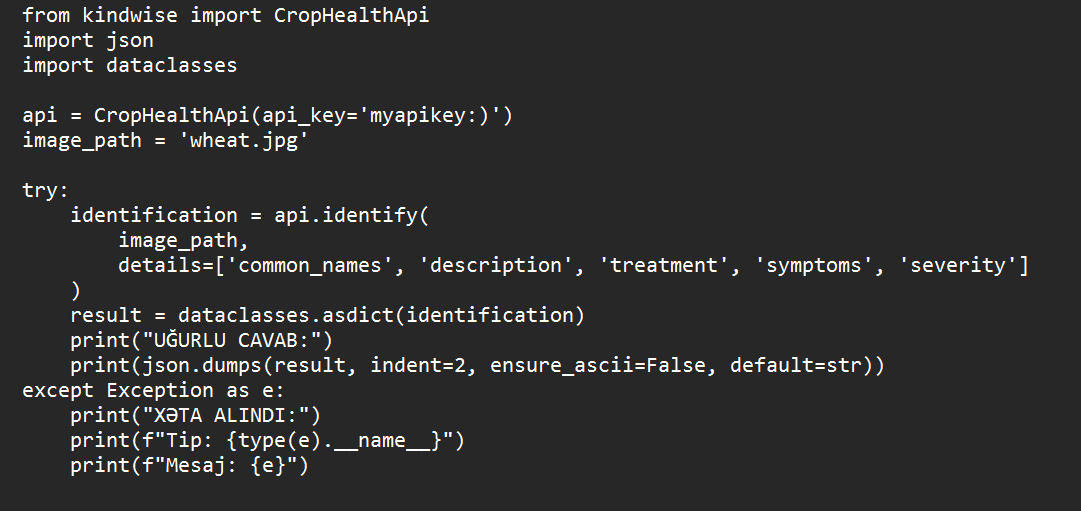 from kindwise import CropHealthApi
import json
import dataclasses

api = CropHealthApi(api_key='myapikey:)')
image_path = 'wheat.jpg'

try:
    identification = api.identify(
        image_path,
        details=['common_names', 'description', 'treatment', 'symptoms', 'severity']
    )
    result = dataclasses.asdict(identification)
    print("UĞURLU CAVAB:")
    print(json.dumps(result, indent=2, ensure_ascii=False, default=str))
except Exception as e:
    print("XƏTA ALINDI:")
    print(f"Tip: {type(e).__name__}")
    print(f"Mesaj: {e}")